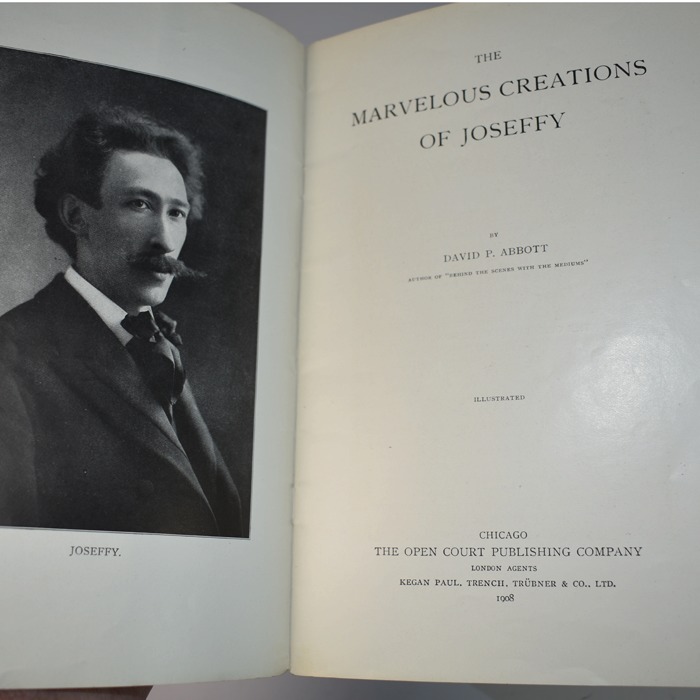 JOSEFFY.
THE
MARVELOUS CREATIONS
OF JOSEFFY
BY
DAVID P. ABBOTT
AUTHOR OF "BEHIND THE SCENES WITH THE MEDIUMS"
ILLUSTRATED
CHICAGO
THE OPEN COURT PUBLISHING COMPANY
LONDON AGENTS
KEGAN PAUL, TRENCH, TRÜBNER & CO., LTD.
1908